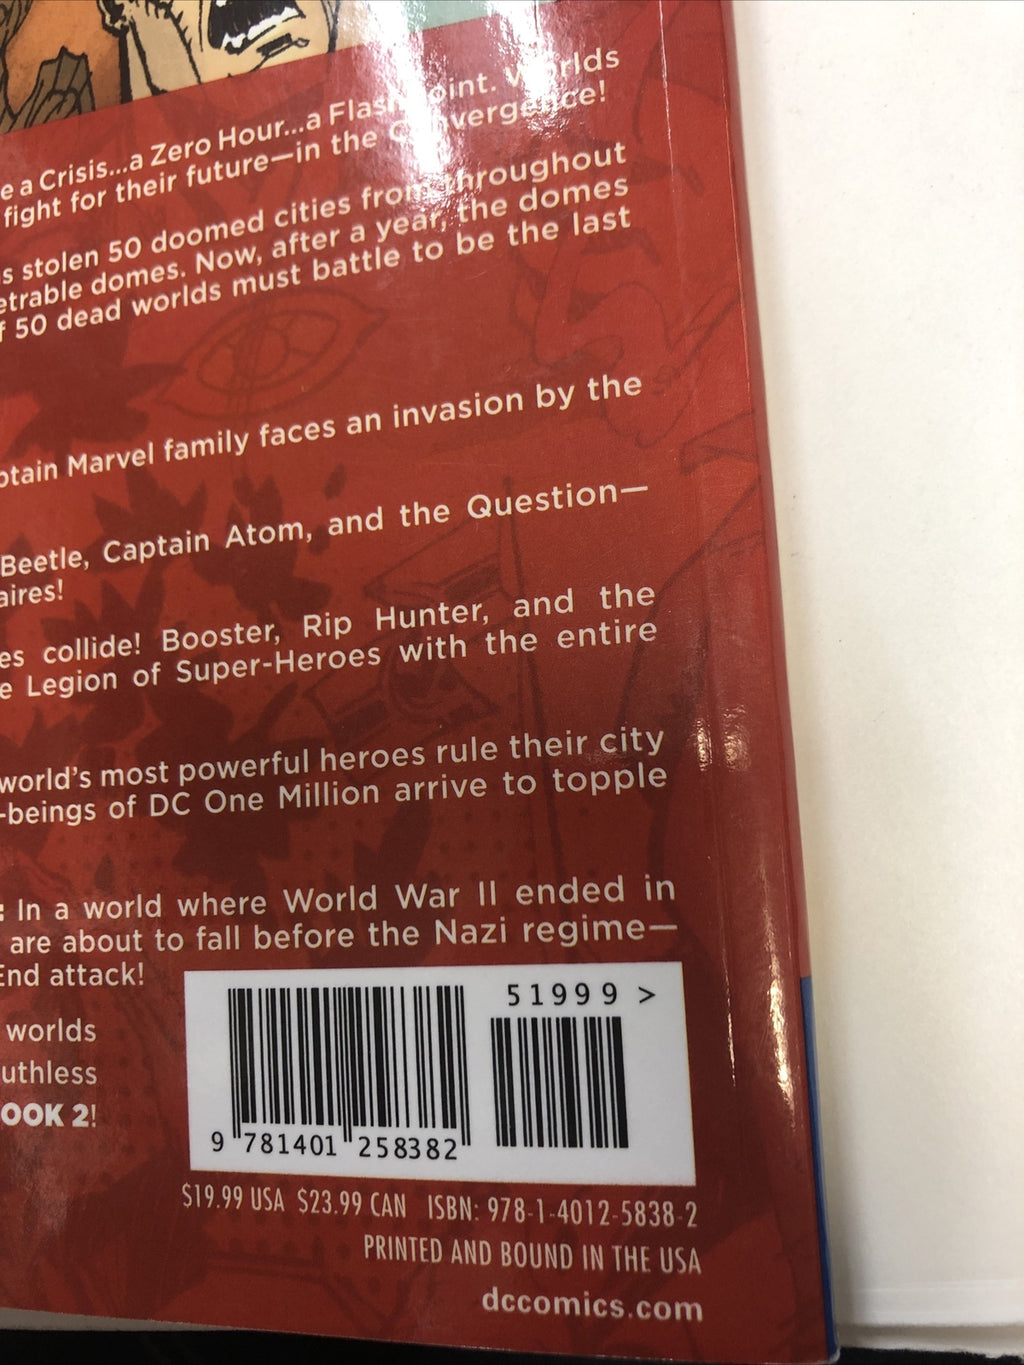 e a Crisis...a Zero Hour...a Flashpoint. Worlds
fight for their future—in the Convergence!
s stolen 50 doomed cities from throughout
etrable domes. Now, after a year, the domes
f 50 dead worlds must battle to be the last
ptain Marvel family faces an invasion by the
Beetle, Captain Atom, and the Question—
aires!
es collide! Booster, Rip Hunter, and the
e Legion of Super-Heroes with the entire
world's most powerful heroes rule their city
-beings of DC One Million arrive to topple
: In a world where World War II ended in
are about to fall before the Nazi regime—
End attack!
worlds
uthless
OOK 2!
51999 >
9 781401 258382
$19.99 USA $23.99 CAN ISBN: 978-1-4012-5838-2
PRINTED AND BOUND IN THE USA
dccomics.com